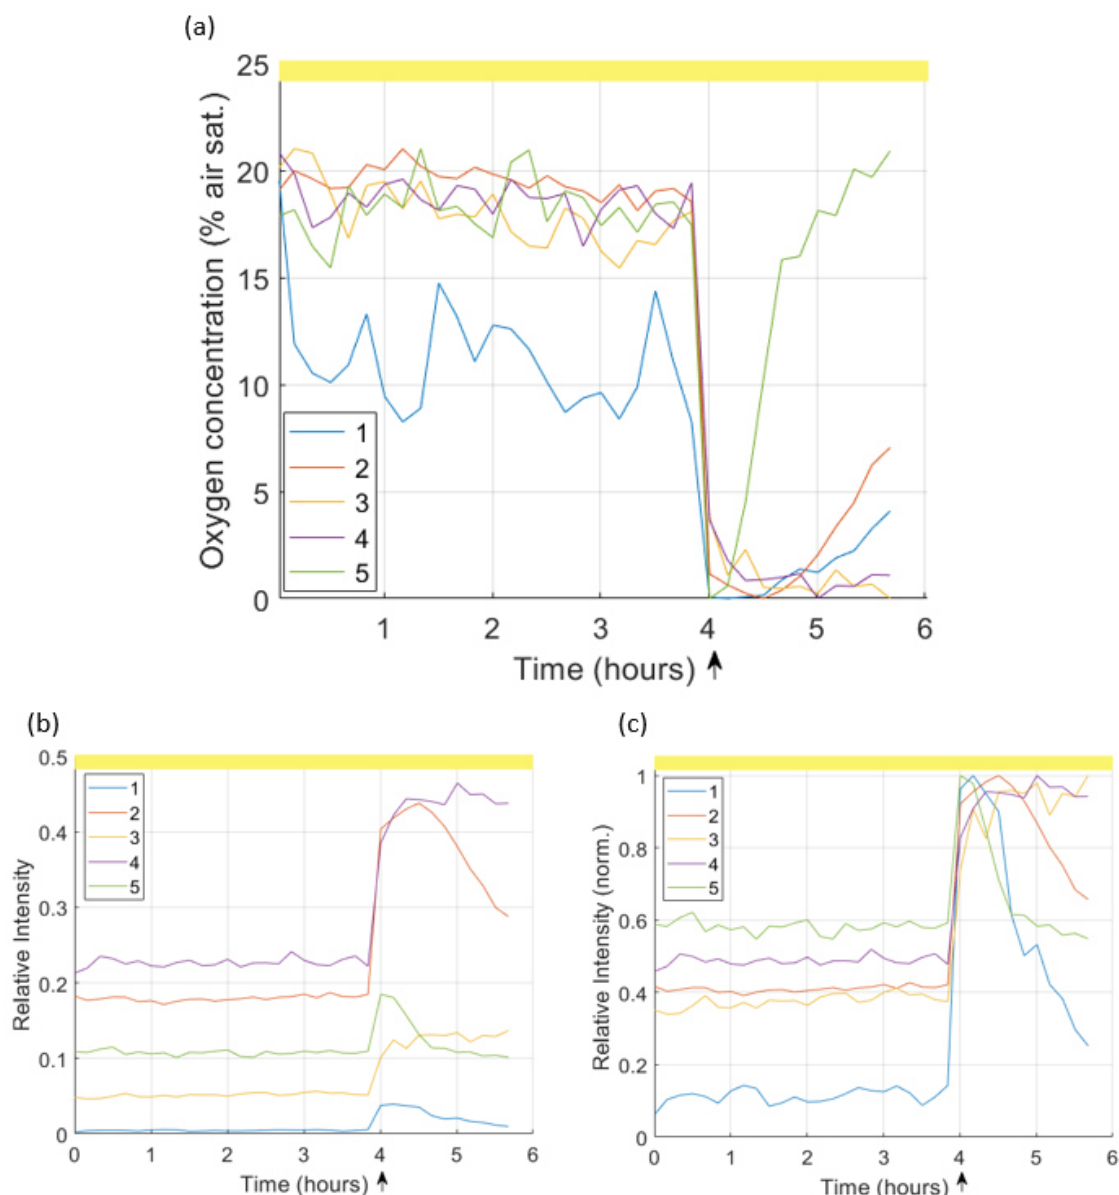 (a)
25
20
15
10
5
0
Oxygen concentration (% air sat.)
1
2
3
4
5
1 2 3 4 5 6
Time (hours)
(b)
0.5
0.4
0.3
0.2
0.1
0
Relative Intensity
1
2
3
4
5
0 1 2 3 4 5 6
Time (hours)
(c)
1
0.8
0.6
0.4
0.2
0
Relative Intensity (norm.)
1
2
3
4
5
0 1 2 3 4 5 6
Time (hours)